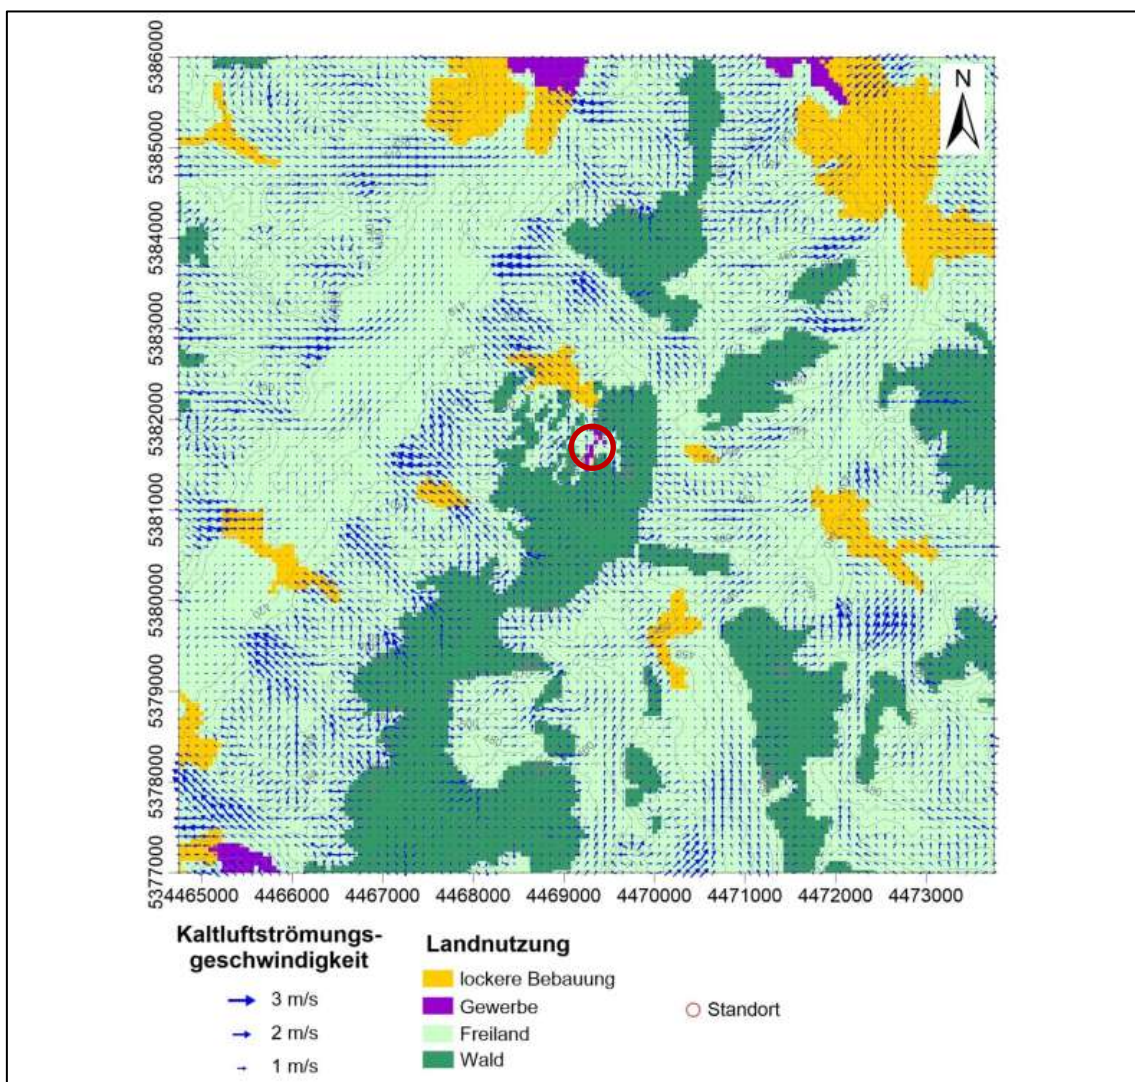 5386000
N
5385000
5384000
5383000
5382000
5381000
5380000
5379000
5378000
5377000
4465000 4466000 4467000 4468000 4469000 4470000 4471000 4472000 4473000
Kaltluftströmungs-
geschwindigkeit
3 m/s
2 m/s
1 m/s
Landnutzung
lockere Bebauung
Gewerbe
Freiland
Wald
Standort